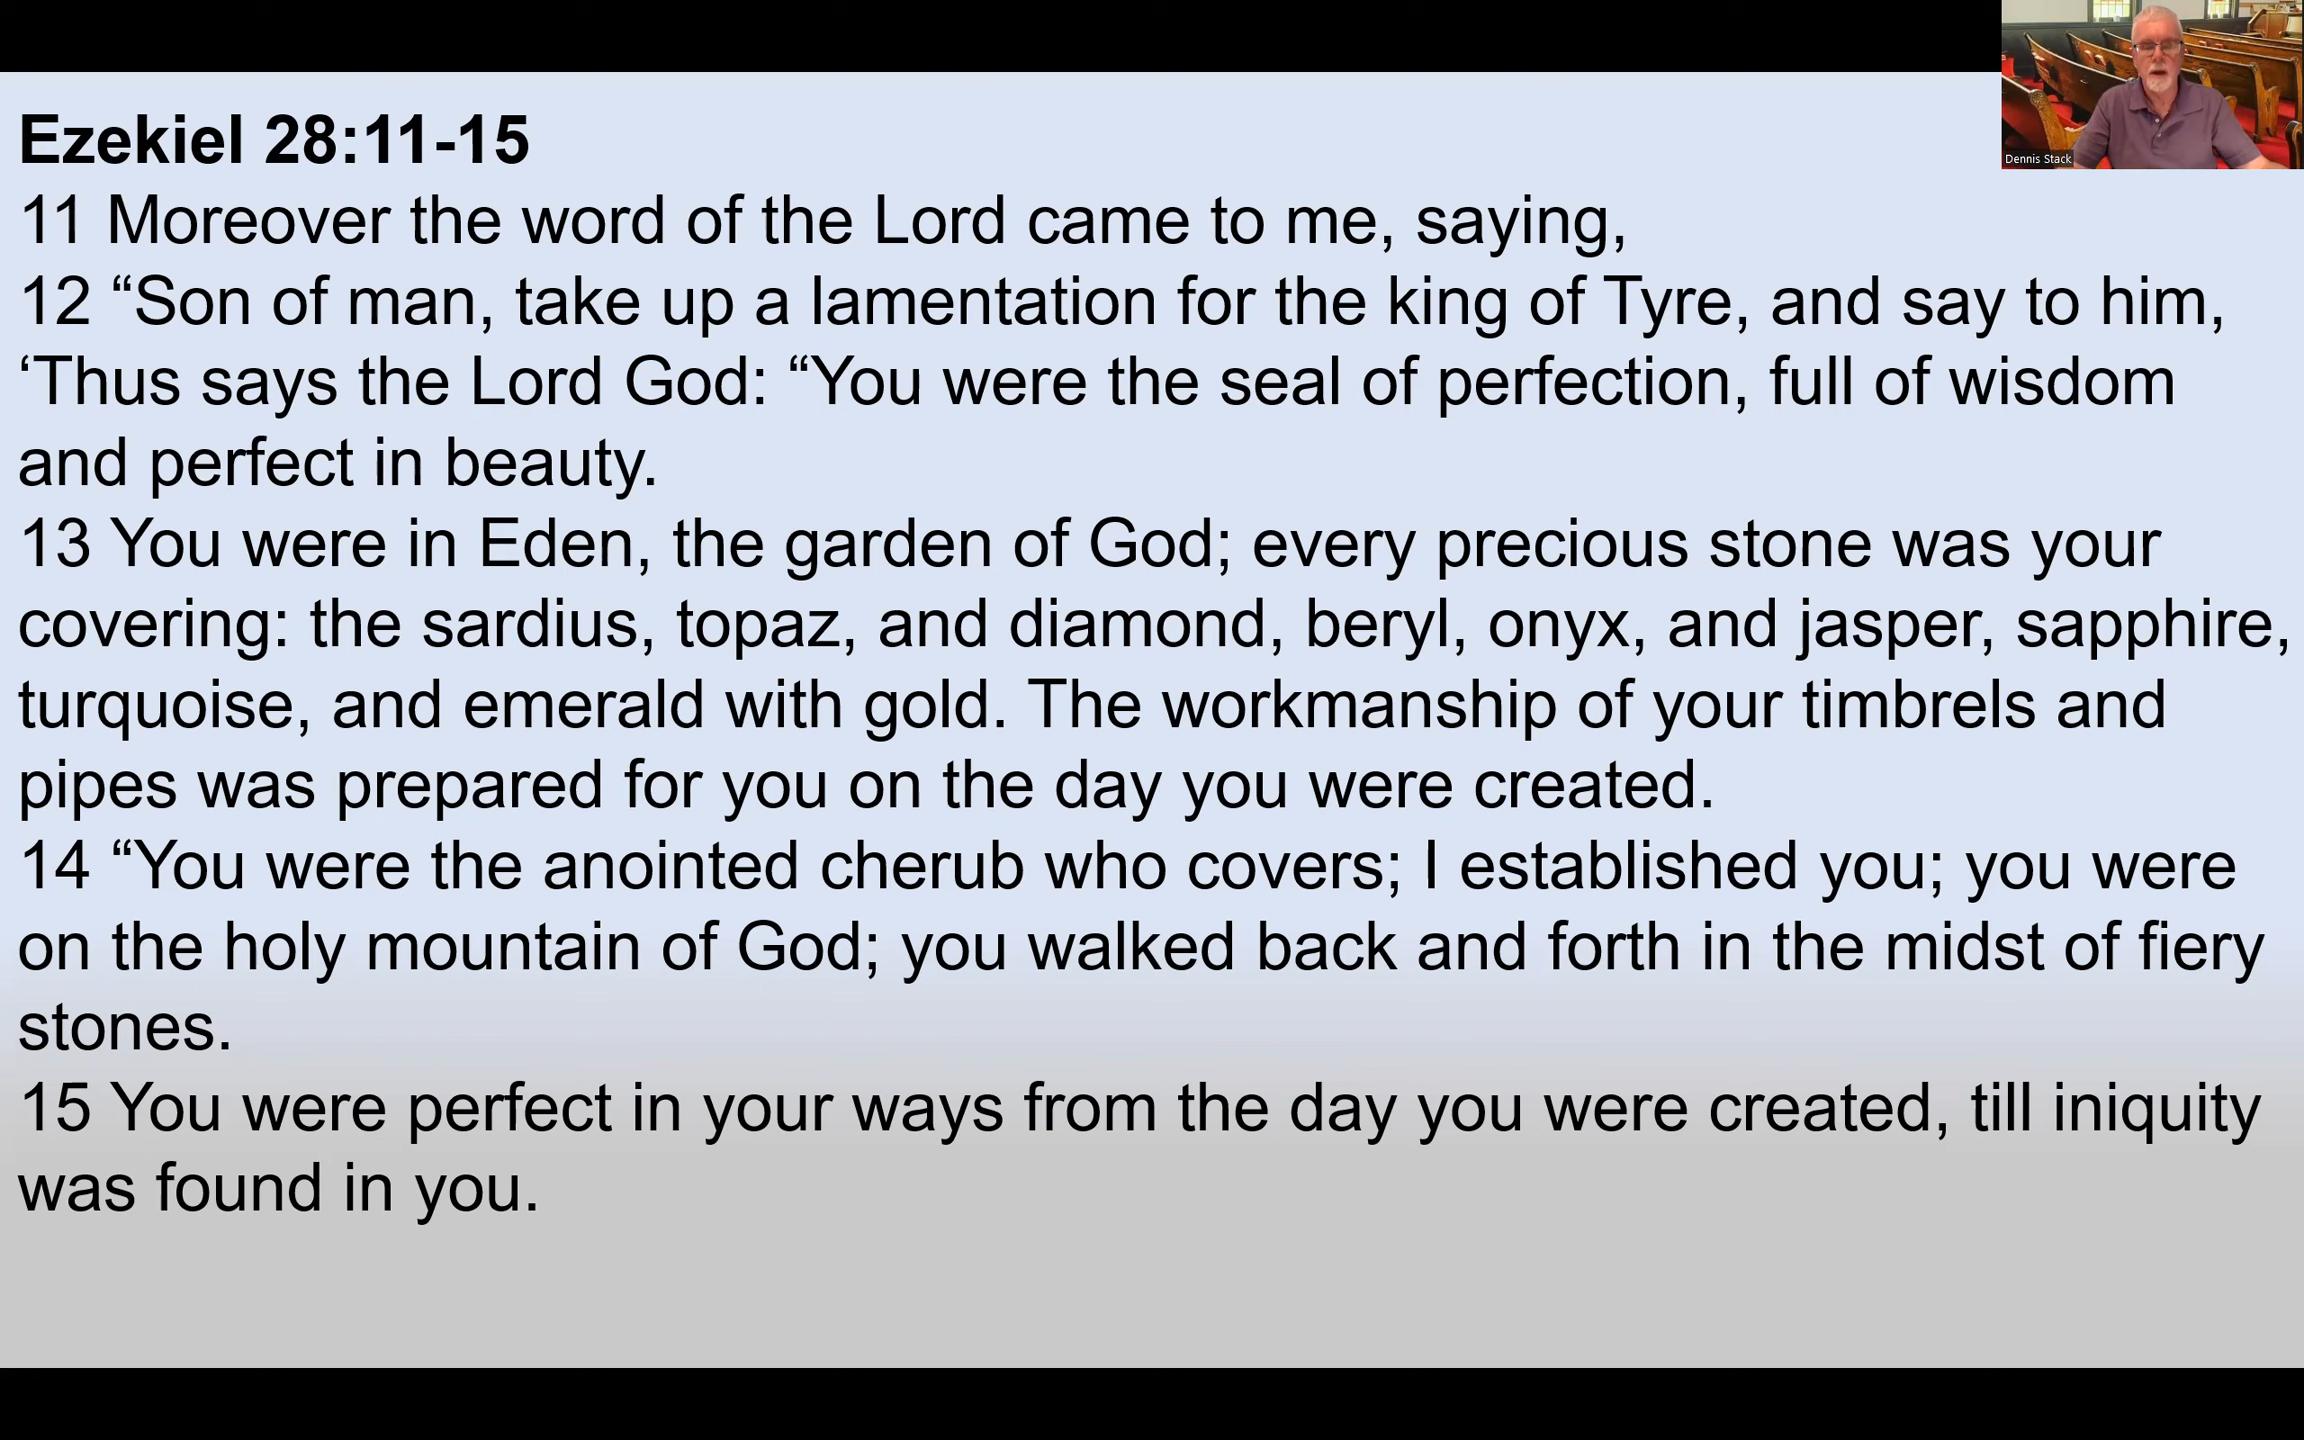 Ezekiel 28:11-15
11 Moreover the word of the Lord came to me, saying,
12 “Son of man, take up a lamentation for the king of Tyre, and say to him,
‘Thus says the Lord God: “You were the seal of perfection, full of wisdom
and perfect in beauty.
13 You were in Eden, the garden of God; every precious stone was your
covering: the sardius, topaz, and diamond, beryl, onyx, and jasper, sapphire,
turquoise, and emerald with gold. The workmanship of your timbrels and
pipes was prepared for you on the day you were created.
14 “You were the anointed cherub who covers; I established you; you were
on the holy mountain of God; you walked back and forth in the midst of fiery
stones.
15 You were perfect in your ways from the day you were created, till iniquity
was found in you.
Dennis Stack